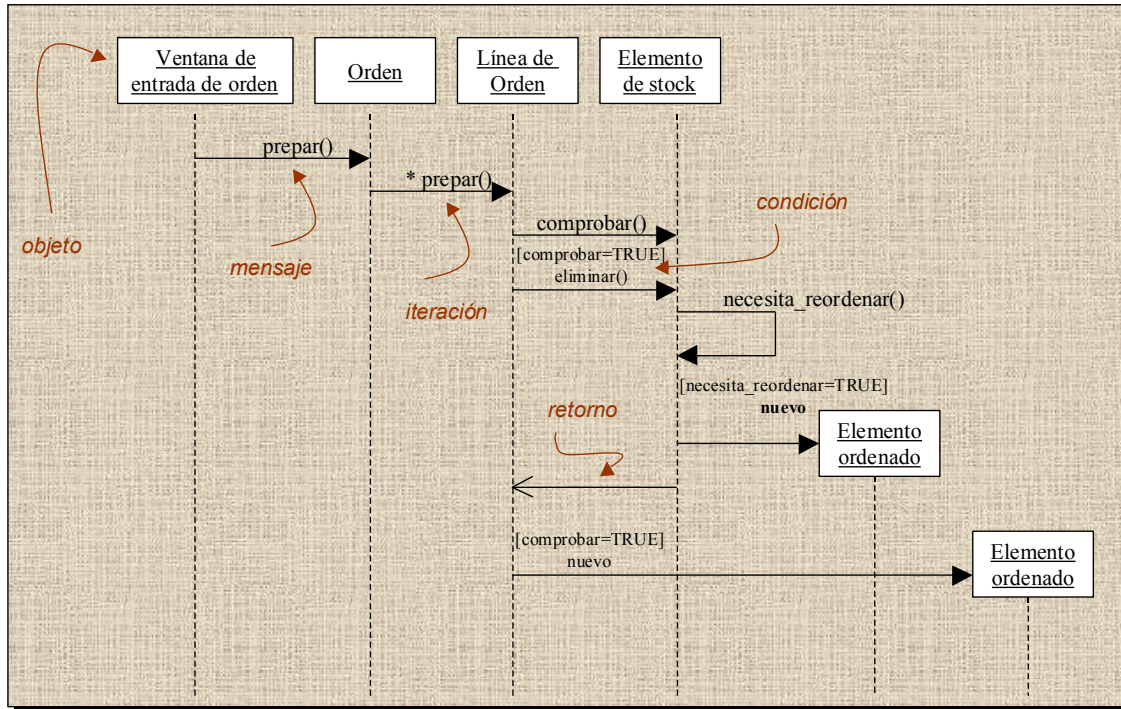 Ventana de
entrada de orden
Orden
Línea de
Orden
Elemento
de stock
prepar()
* prepar()
condición
comprobar()
objeto
[comprobar=TRUE]
mensaje
eliminar()
necesita_reordenar()
iteración
[necesita_reordenar=TRUE]
retorno
nuevo
Elemento
ordenado
[comprobar=TRUE]
nuevo
Elemento
ordenado